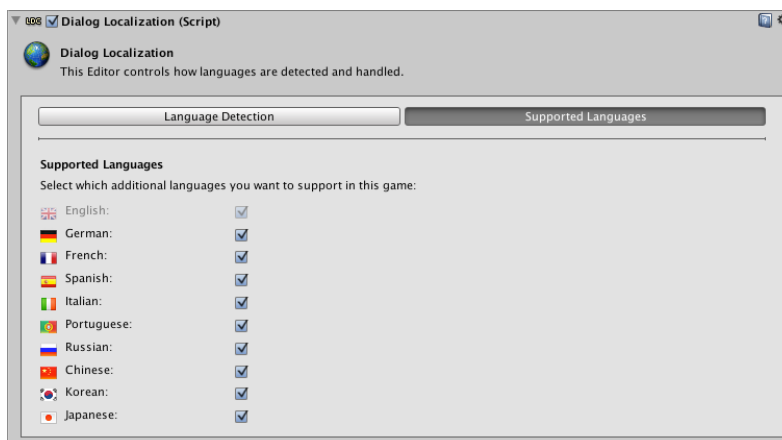 LDC Dialog Localization (Script)
Dialog Localization
This Editor controls how languages are detected and handled.
Language Detection
Supported Languages
Supported Languages
Select which additional languages you want to support in this game:
English:
German:
French:
Spanish:
Italian:
Portuguese:
Russian:
Chinese:
Korean:
Japanese: